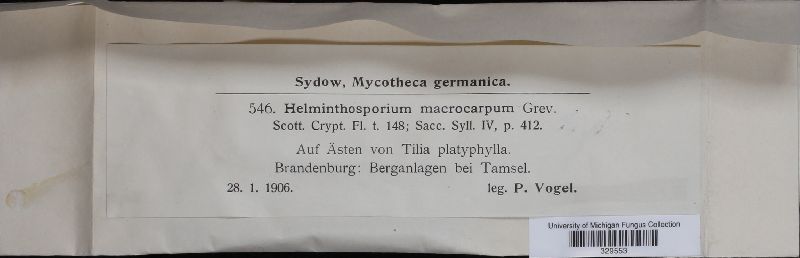 Sydow, Mycotheca germanica.
546. Helminthosporium macrocarpum Grev.
Scott. Crypt. Fl. t. 148; Sacc. Syll. IV, p. 412.
Auf Ästen von Tilia platyphylla.
Brandenburg: Berganlagen bei Tamsel.
28. 1. 1906. leg. P. Vogel.
University of Michigan Fungus Collection
329553